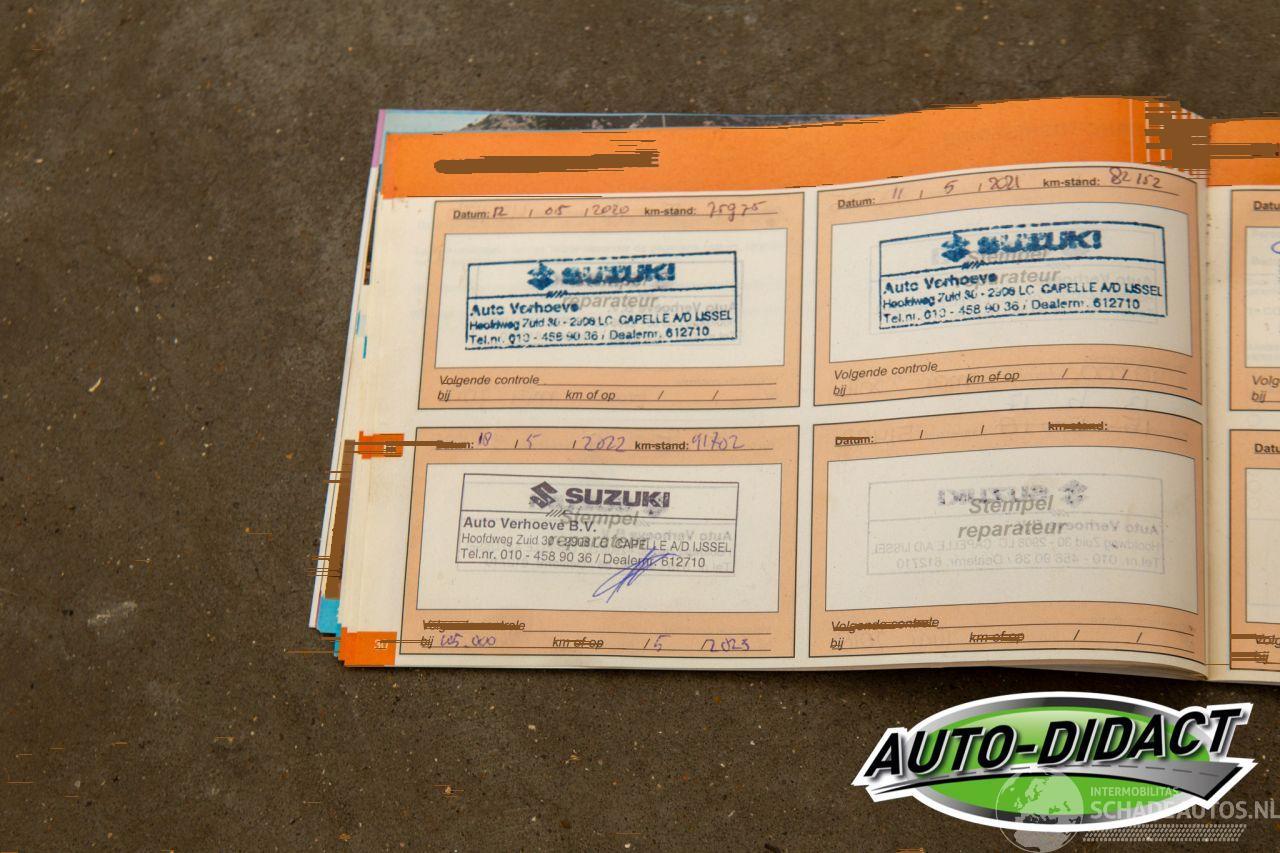 Datum: 12 / 05 / 2020 km-stand: 75975
SUZUKI
Auto Verhoeve
Hoofdweg Zuid 30 - 2908 LC CAPELLE A/D IJSSEL
Tel.nr. 010 - 458 90 36 / Dealernr. 612710
Volgende controle
bij km of op / /
Datum: 11 / 5 / 2021 km-stand: 82152
SUZUKI
Stempel
reparateur
Auto Verhoeve
Hoofdweg Zuid 30 - 2908 LC CAPELLE A/D IJSSEL
Tel.nr. 010 - 458 90 36 / Dealernr. 612710
Volgende controle
bij km of op / /
18 / 5 / 2022 km-stand: 91702
SUZUKI
Stempel
Auto Verhoeve B.V.
reparateur
Hoofdweg Zuid 30 - 2908 LC CAPELLE A/D IJSSEL
Tel.nr. 010 - 458 90 36 / Dealernr. 612710
bij 105.000 km of op / 5 / 2023
Datum: / / km-stand:
Stempel
reparateur
Volgende controle
bij km of op / /
30
AUTO-DIDACT
INTERMOBILITAS
SCHADEAUTOS.NL